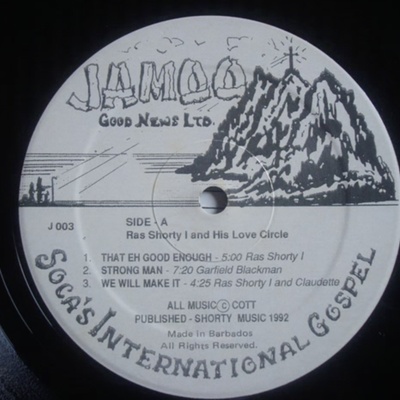 JAMOO
GOOD NEWS LTD.
J 003
SIDE - A
Ras Shorty I and His Love Circle
1. THAT EH GOOD ENOUGH - 5:00 Ras Shorty I
2. STRONG MAN - 7:20 Garfield Blackman
3. WE WILL MAKE IT - 4:25 Ras Shorty I and Claudette
ALL MUSIC © COTT
PUBLISHED - SHORTY MUSIC 1992
Made in Barbados
All Rights Reserved.
SOCA'S INTERNATIONAL GOSPEL